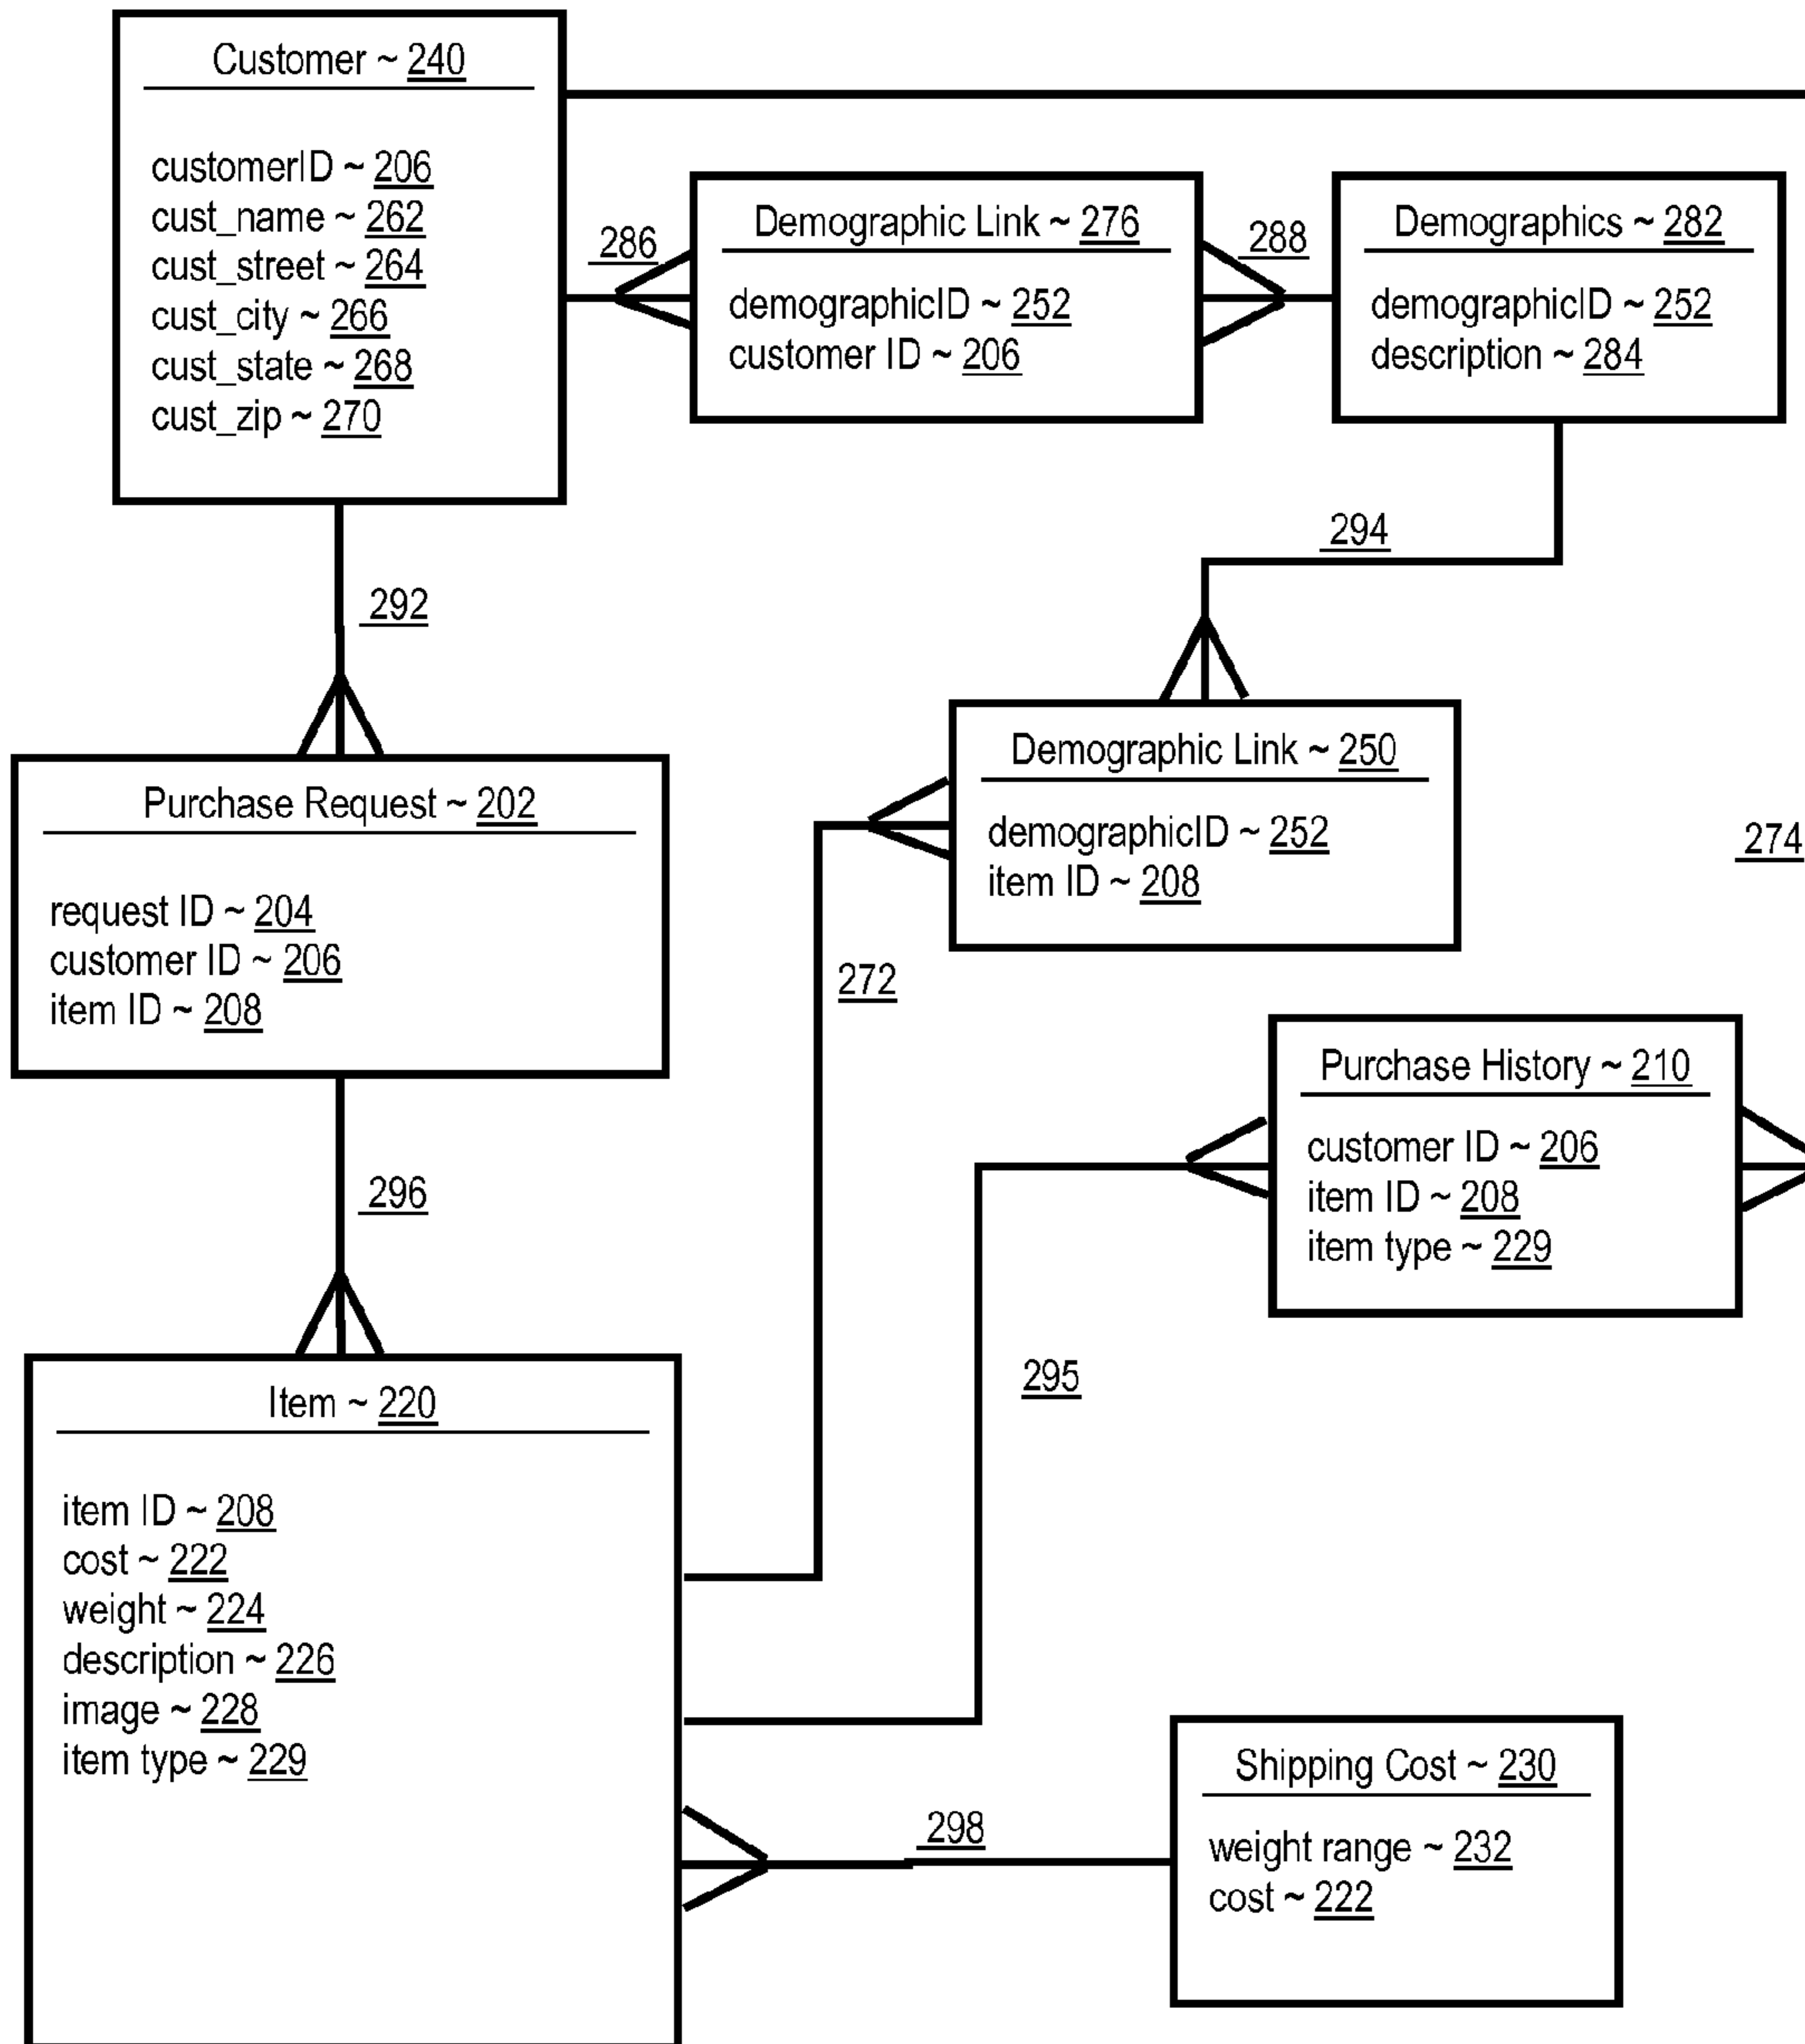 Customer ~ 240
customerID ~ 206
cust_name ~ 262
cust_street ~ 264
cust_city ~ 266
cust_state ~ 268
cust_zip ~ 270
286
Demographic Link ~ 276
demographicID ~ 252
customer ID ~ 206
288
Demographics ~ 282
demographicID ~ 252
description ~ 284
294
292
Purchase Request ~ 202
request ID ~ 204
customer ID ~ 206
item ID ~ 208
Demographic Link ~ 250
demographicID ~ 252
item ID ~ 208
274
272
Purchase History ~ 210
customer ID ~ 206
item ID ~ 208
item type ~ 229
296
295
Item ~ 220
item ID ~ 208
cost ~ 222
weight ~ 224
description ~ 226
image ~ 228
item type ~ 229
298
Shipping Cost ~ 230
weight range ~ 232
cost ~ 222